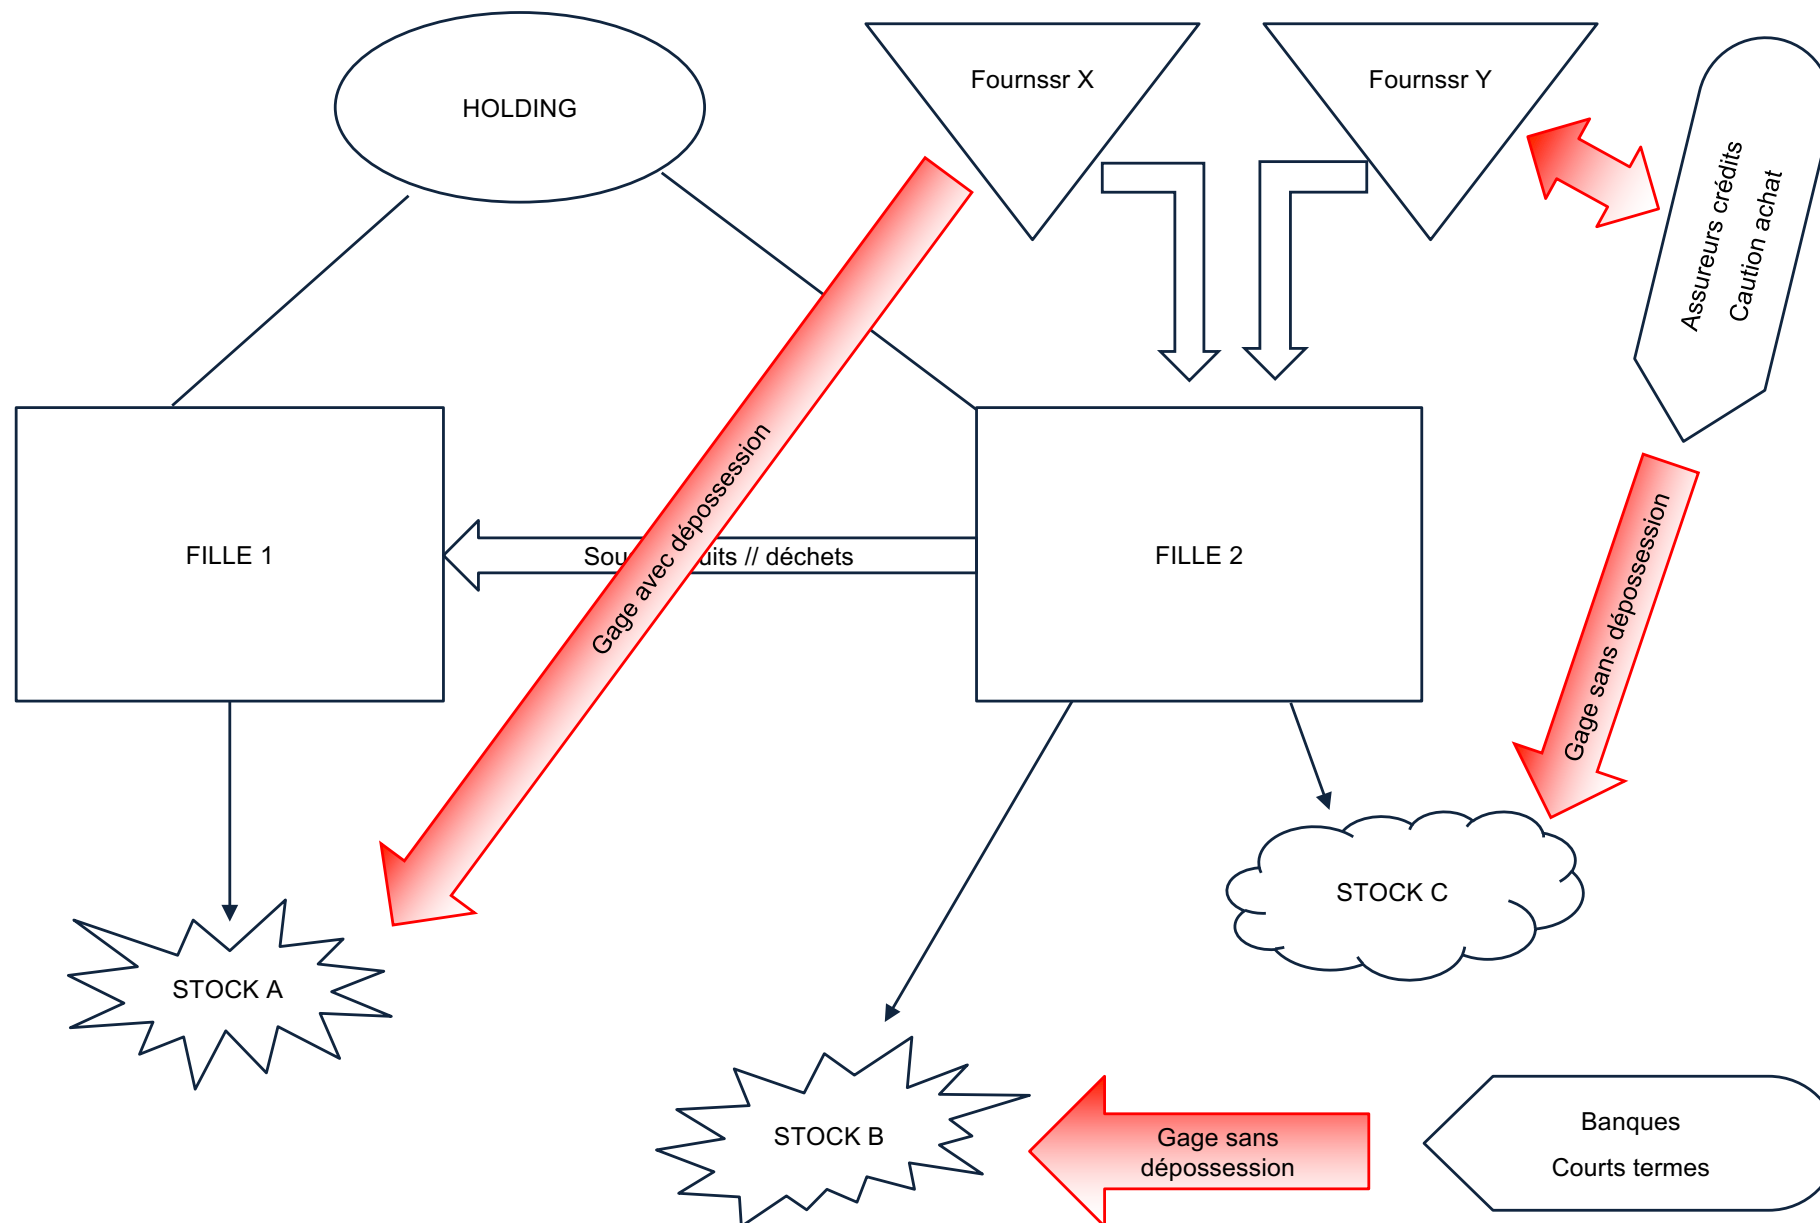 HOLDING
Fournssr X
Fournssr Y
Assureurs crédits
Caution achat
Gage avec dépossession
FILLE 1
uits // déchets
FILLE 2
Gage sans dépossession
STOCK A
STOCK C
STOCK B
Gage sans
dépossession
Banques
Courts termes